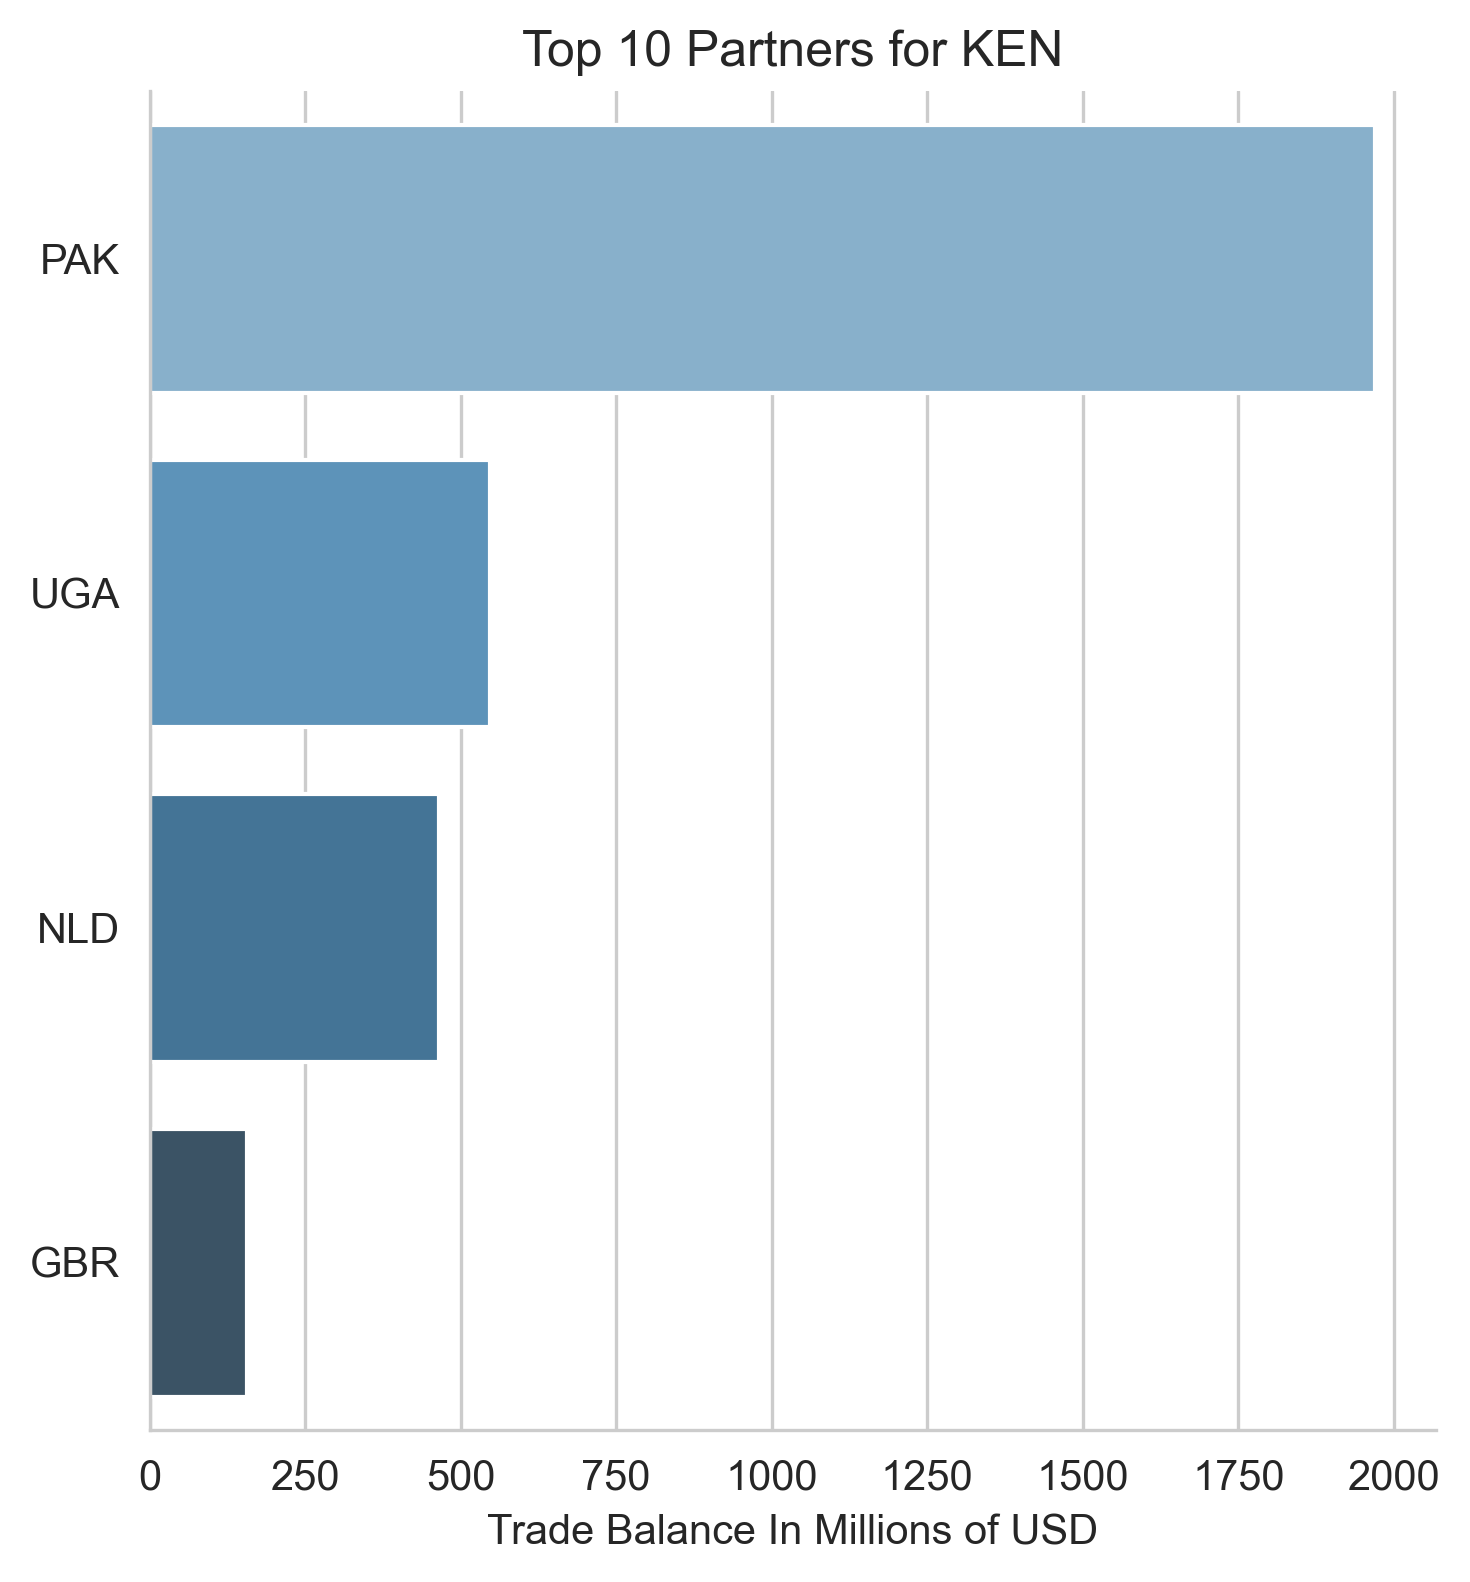 Top 10 Partners for KEN
PAK
UGA
NLD
GBR
0 250 500 750 1000 1250 1500 1750 2000
Trade Balance In Millions of USD